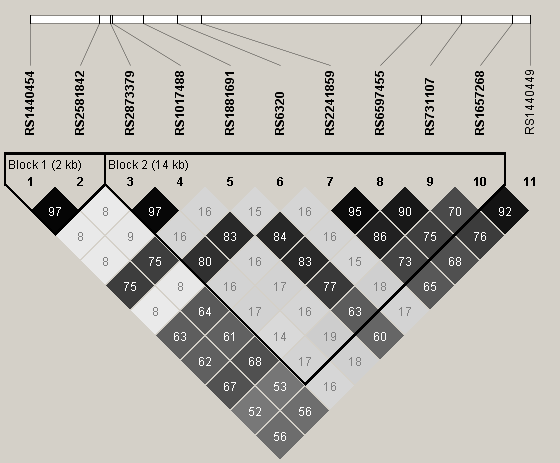 RS1440454
RS2581842
RS2873379
RS1017488
RS1881691
RS6320
RS2241859
RS6597455
RS731107
RS1657268
RS1440449
Block 1 (2 kb) Block 2 (14 kb)
1 2 3 4 5 6 7 8 9 10 11
97 8 97 16 15 16 95 90 70 92
8 9 16 83 84 16 86 75 76
8 75 80 16 83 15 73 68
75 8 16 17 77 18 65
8 64 17 16 63 17
63 61 14 19 60
62 68 17 18
67 53 16
52 56
56